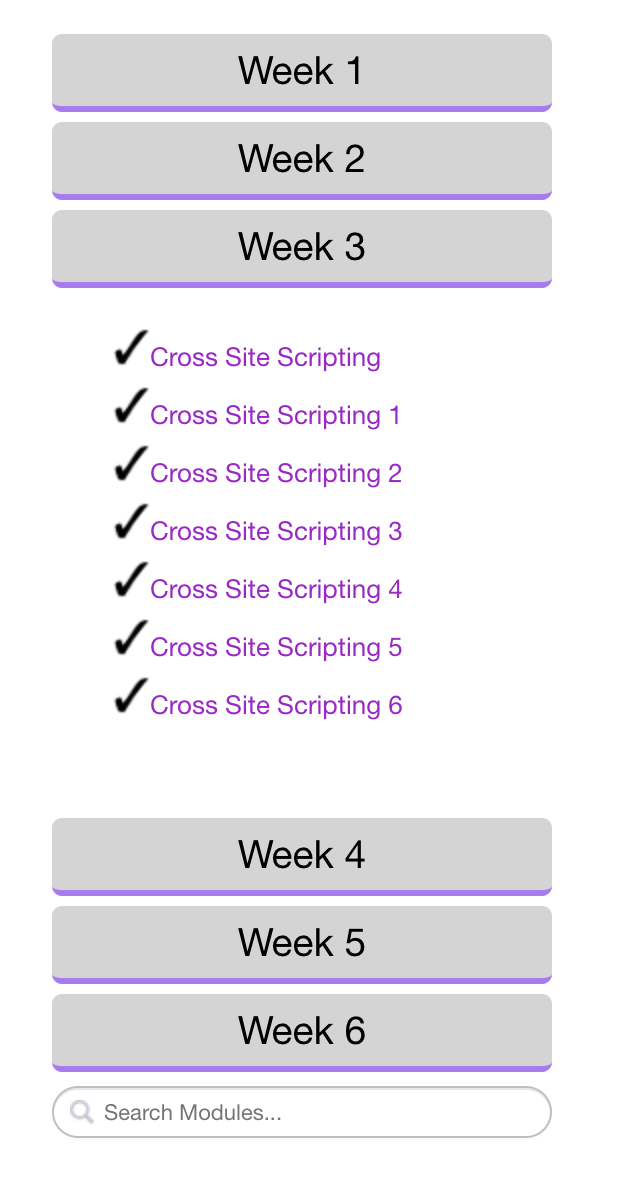 Week 1
Week 2
Week 3
✓Cross Site Scripting
✓Cross Site Scripting 1
✓Cross Site Scripting 2
✓Cross Site Scripting 3
✓Cross Site Scripting 4
✓Cross Site Scripting 5
✓Cross Site Scripting 6
Week 4
Week 5
Week 6
Search Modules...